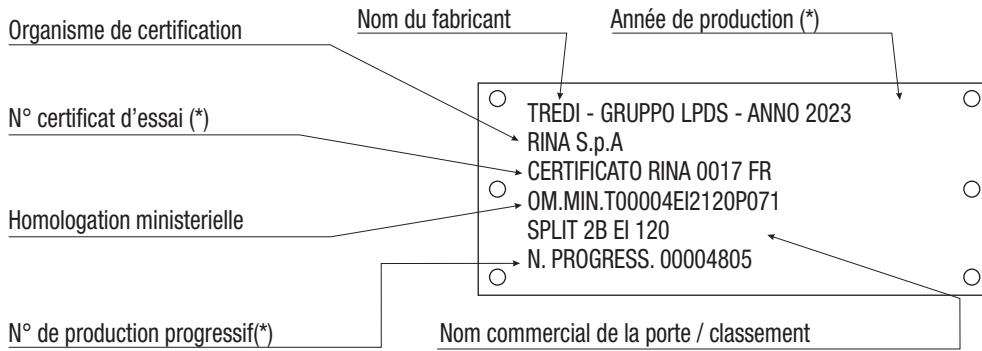 Nom du fabricant
Année de production (*)
Organisme de certification
N° certificat d'essai (*)
Homologation ministerielle
N° de production progressif(*)
Nom commercial de la porte / classement
TREDI - GRUPPO LPDS - ANNO 2023
RINA S.p.A
CERTIFICATO RINA 0017 FR
OM.MIN.T00004EI2120P071
SPLIT 2B EI 120
N. PROGRESS. 00004805